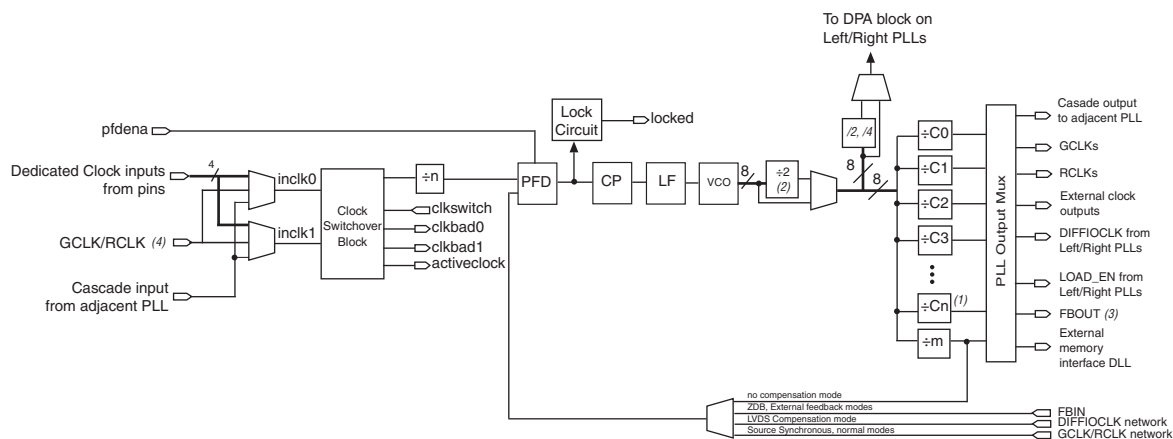 To DPA block on
Left/Right PLLs
pfdena
Lock
Circuit
locked
/2, /4
Dedicated Clock inputs
from pins
4
inclk0
÷n
PFD
CP
LF
VCO
8
÷2
(2)
8
8
GCLK/RCLK (4)
inclk1
Clock
Switchover
Block
clkswitch
clkbad0
clkbad1
activeclock
Cascade input
from adjacent PLL
÷C0
÷C1
÷C2
÷C3
÷Cn
(1)
÷m
PLL Output Mux
Casade output
to adjacent PLL
GCLKs
RCLKs
External clock
outputs
DIFFIOCLK from
Left/Right PLLs
LOAD_EN from
Left/Right PLLs
FBOUT (3)
External
memory
interface DLL
no compensation mode
ZDB, External feedback modes
LVDS Compensation mode
Source Synchronous, normal modes
FBIN
DIFFIOCLK network
GCLK/RCLK network